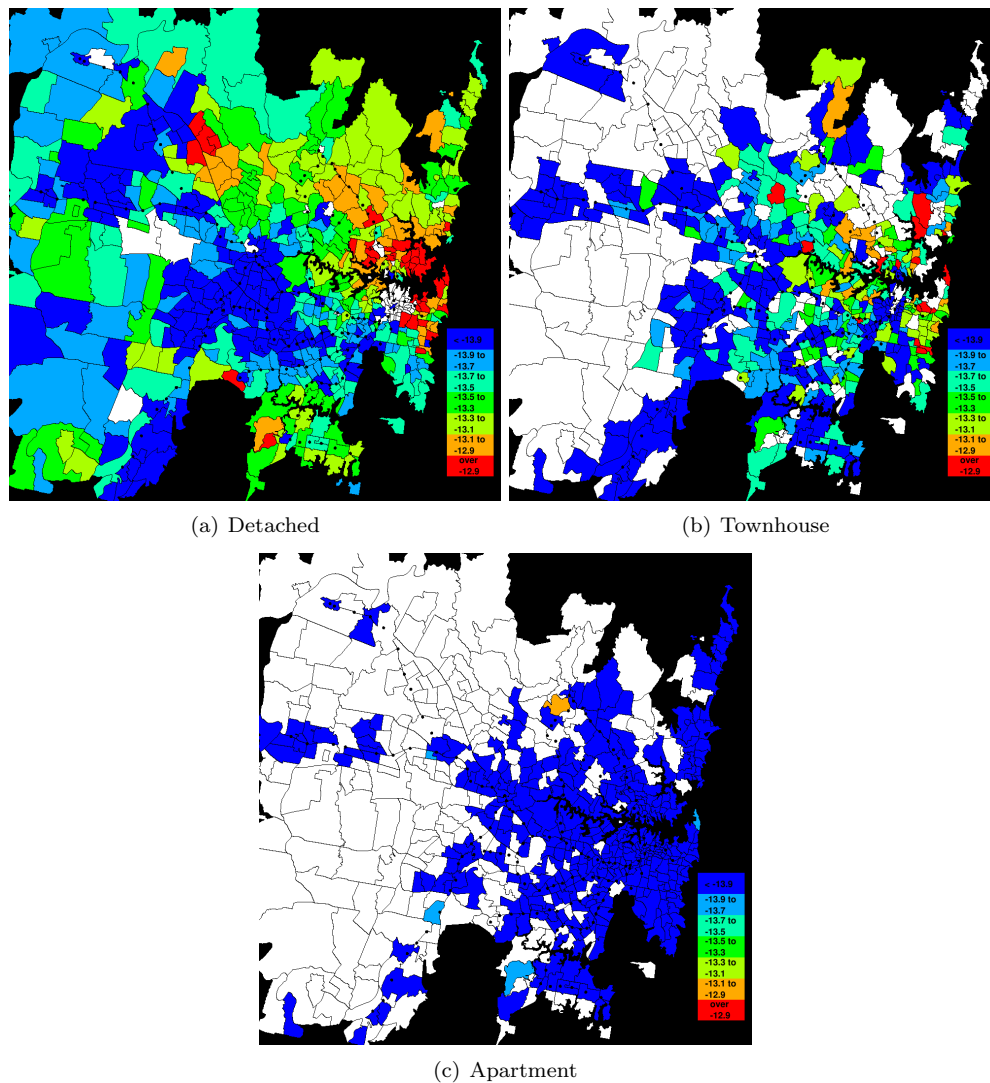 < -13.9
-13.9 to
-13.7
-13.7 to
-13.5
-13.5 to
-13.3
-13.3 to
-13.1
-13.1 to
-12.9
over
-12.9
< -13.9
-13.9 to
-13.7
-13.7 to
-13.5
-13.5 to
-13.3
-13.3 to
-13.1
-13.1 to
-12.9
over
-12.9
(a) Detached
(b) Townhouse
< -13.9
-13.9 to
-13.7
-13.7 to
-13.5
-13.5 to
-13.3
-13.3 to
-13.1
-13.1 to
-12.9
over
-12.9
(c) Apartment